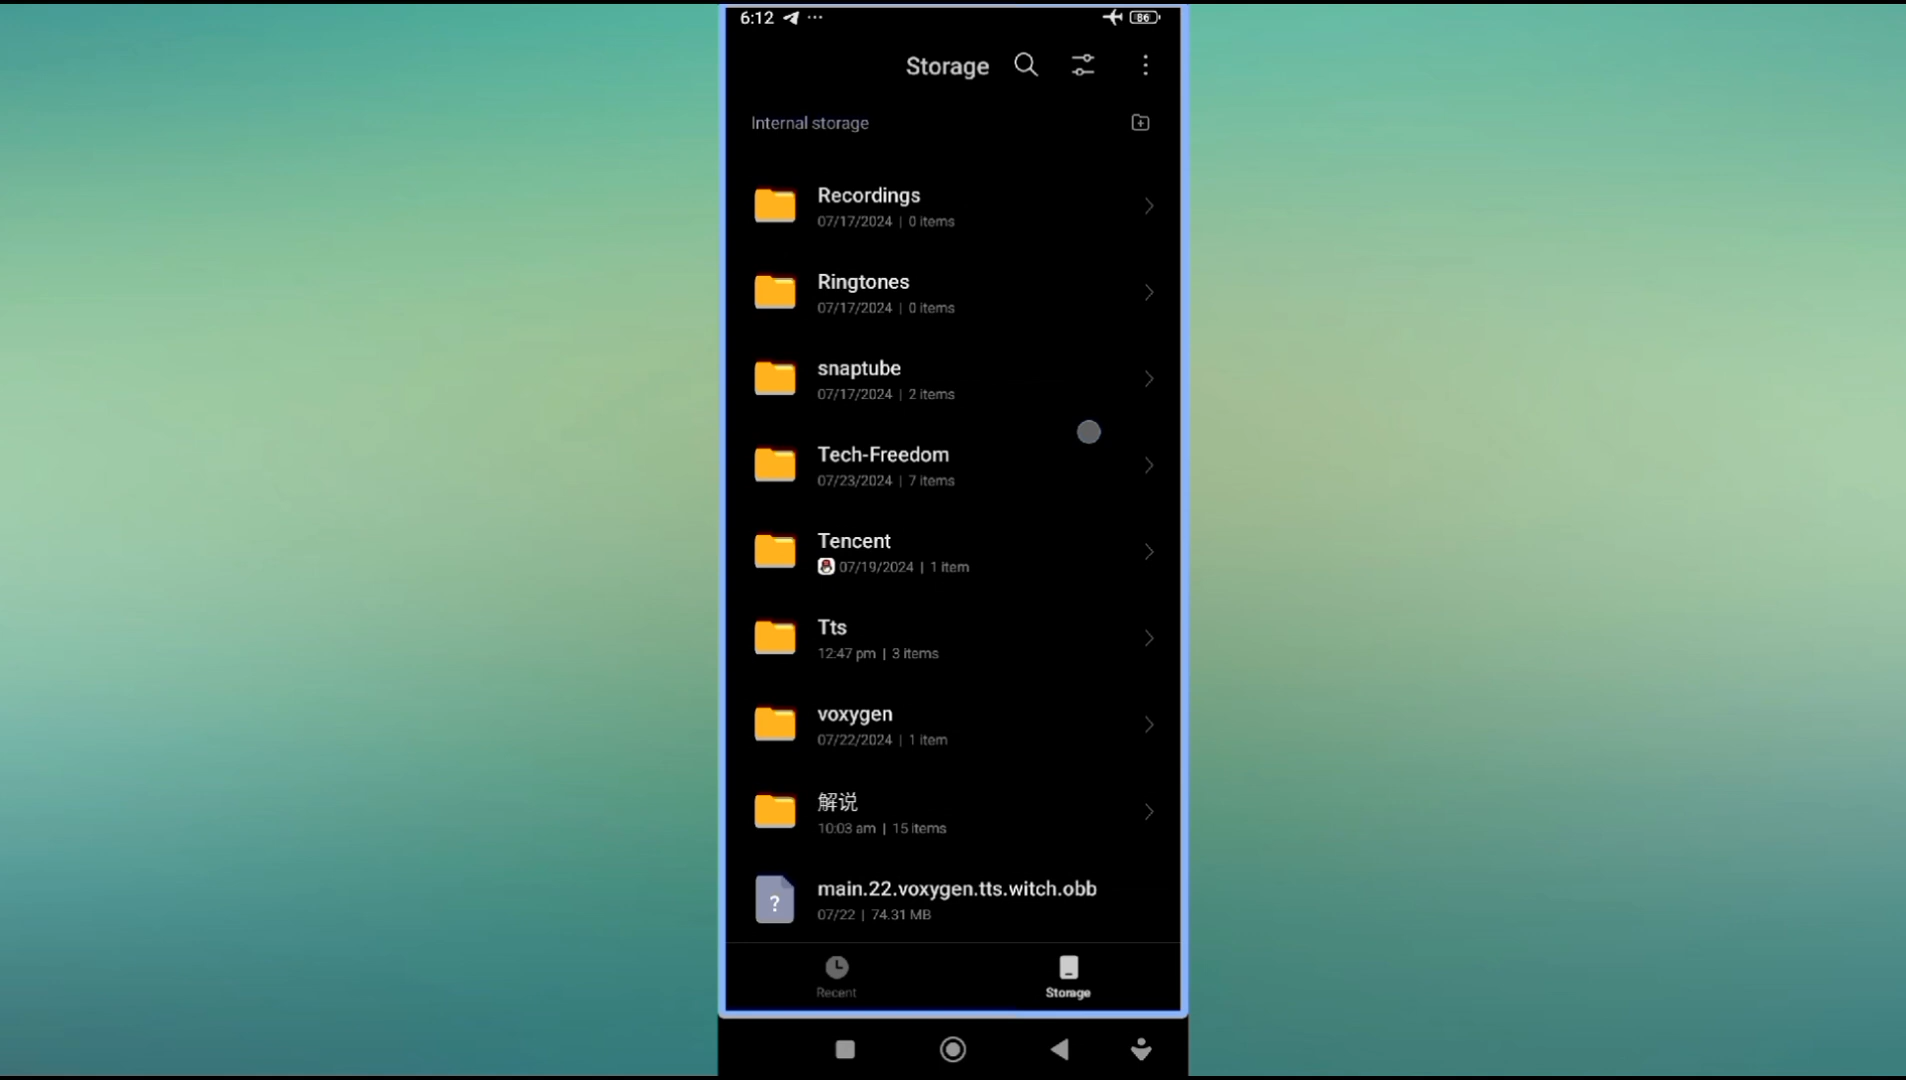 6:12
86
Storage
Internal storage
Recordings
07/17/2024 | 0 items
Ringtones
07/17/2024 | 0 items
snaptube
07/17/2024 | 2 items
Tech-Freedom
07/23/2024 | 7 items
Tencent
07/19/2024 | 1 item
Tts
12:47 pm | 3 items
voxygen
07/22/2024 | 1 item
解说
10:03 am | 15 items
main.22.voxygen.tts.witch.obb
07/22 | 74.31 MB
Recent
Storage